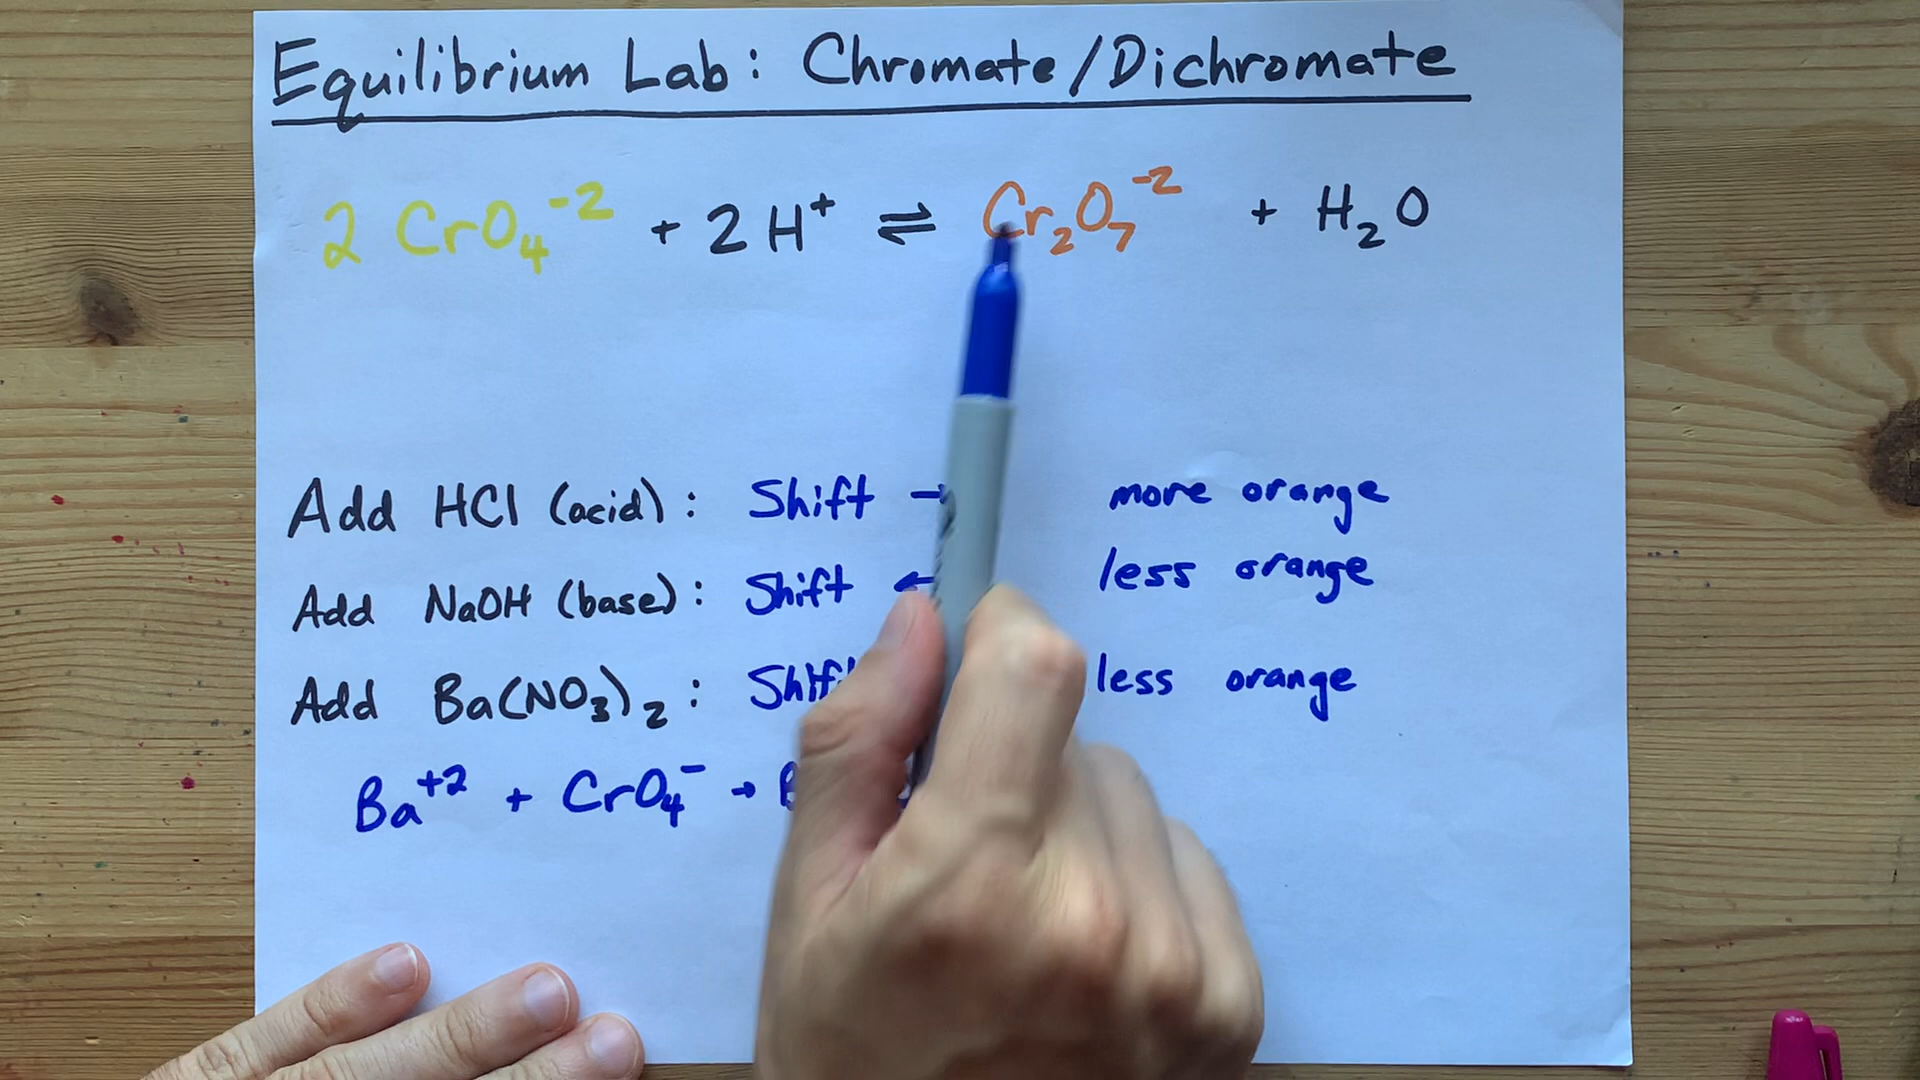 Equilibrium Lab: Chromate/Dichromate
2 CrO₄⁻² + 2 H⁺ ⇌ Cr₂O₇⁻² + H₂O
Add HCl (acid): Shift → more orange
Add NaOH (base): Shift ← less orange
Add Ba(NO₃)₂: Shift less orange
Ba⁺² + CrO₄⁻ →